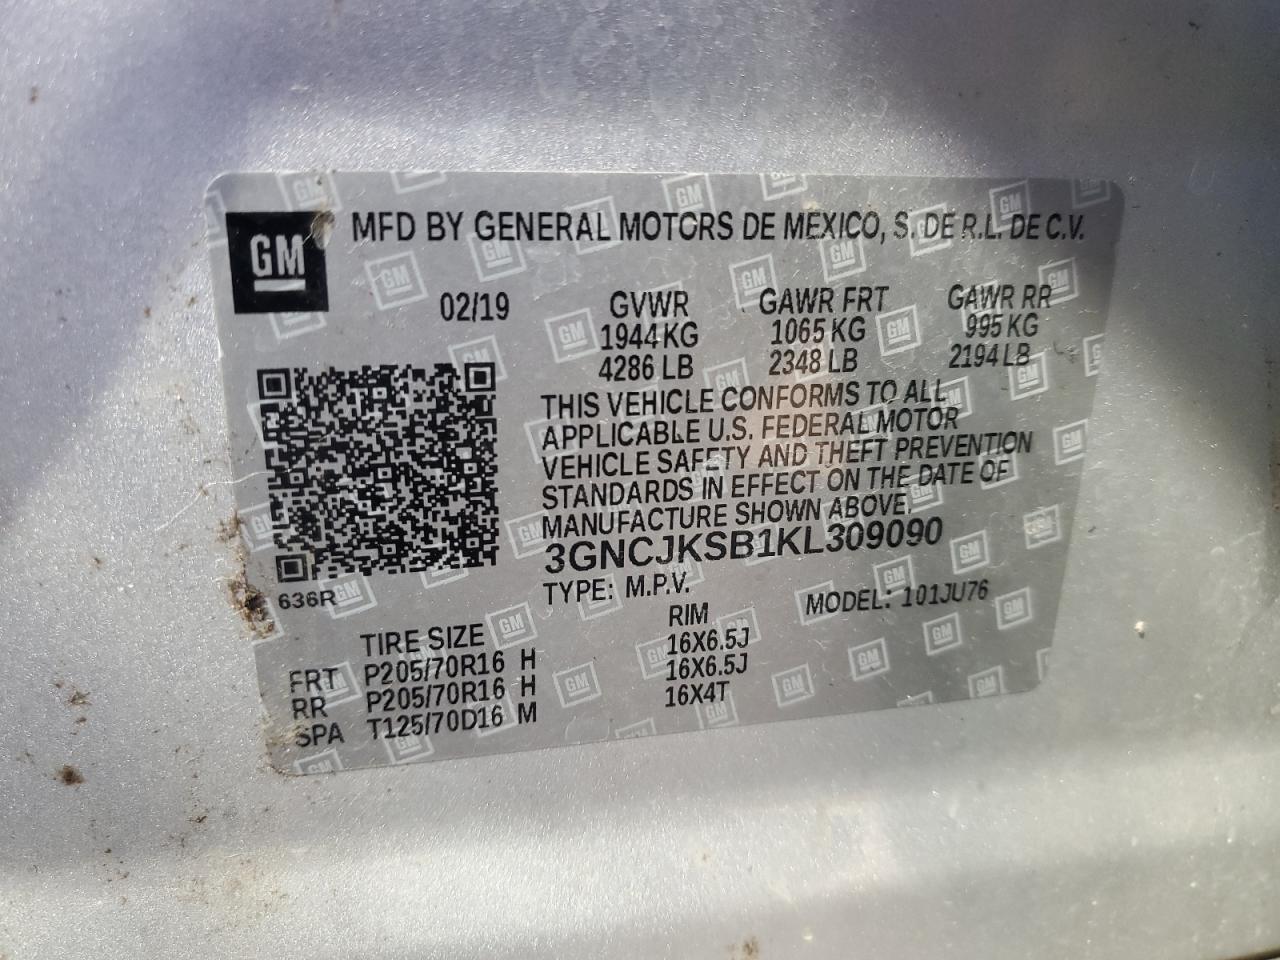 GM MFD BY GENERAL MOTORS DE MEXICO, S. DE R.L. DE C.V.
02/19 GVWR GAWR FRT GAWR RR
1944 KG 1065 KG 995 KG
4286 LB 2348 LB 2194 LB
THIS VEHICLE CONFORMS TO ALL
APPLICABLE U.S. FEDERAL MOTOR
VEHICLE SAFETY AND THEFT PREVENTION
STANDARDS IN EFFECT ON THE DATE OF
MANUFACTURE SHOWN ABOVE.
3GNCJKSB1KL309090
636R TYPE: M.P.V. MODEL: 101JU76
TIRE SIZE RIM
FRT P205/70R16 H 16X6.5J
RR P205/70R16 H 16X6.5J
SPA T125/70D16 M 16X4T